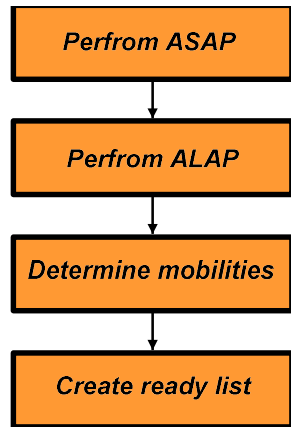 Perfrom ASAP
Perfrom ALAP
Determine mobilities
Create ready list